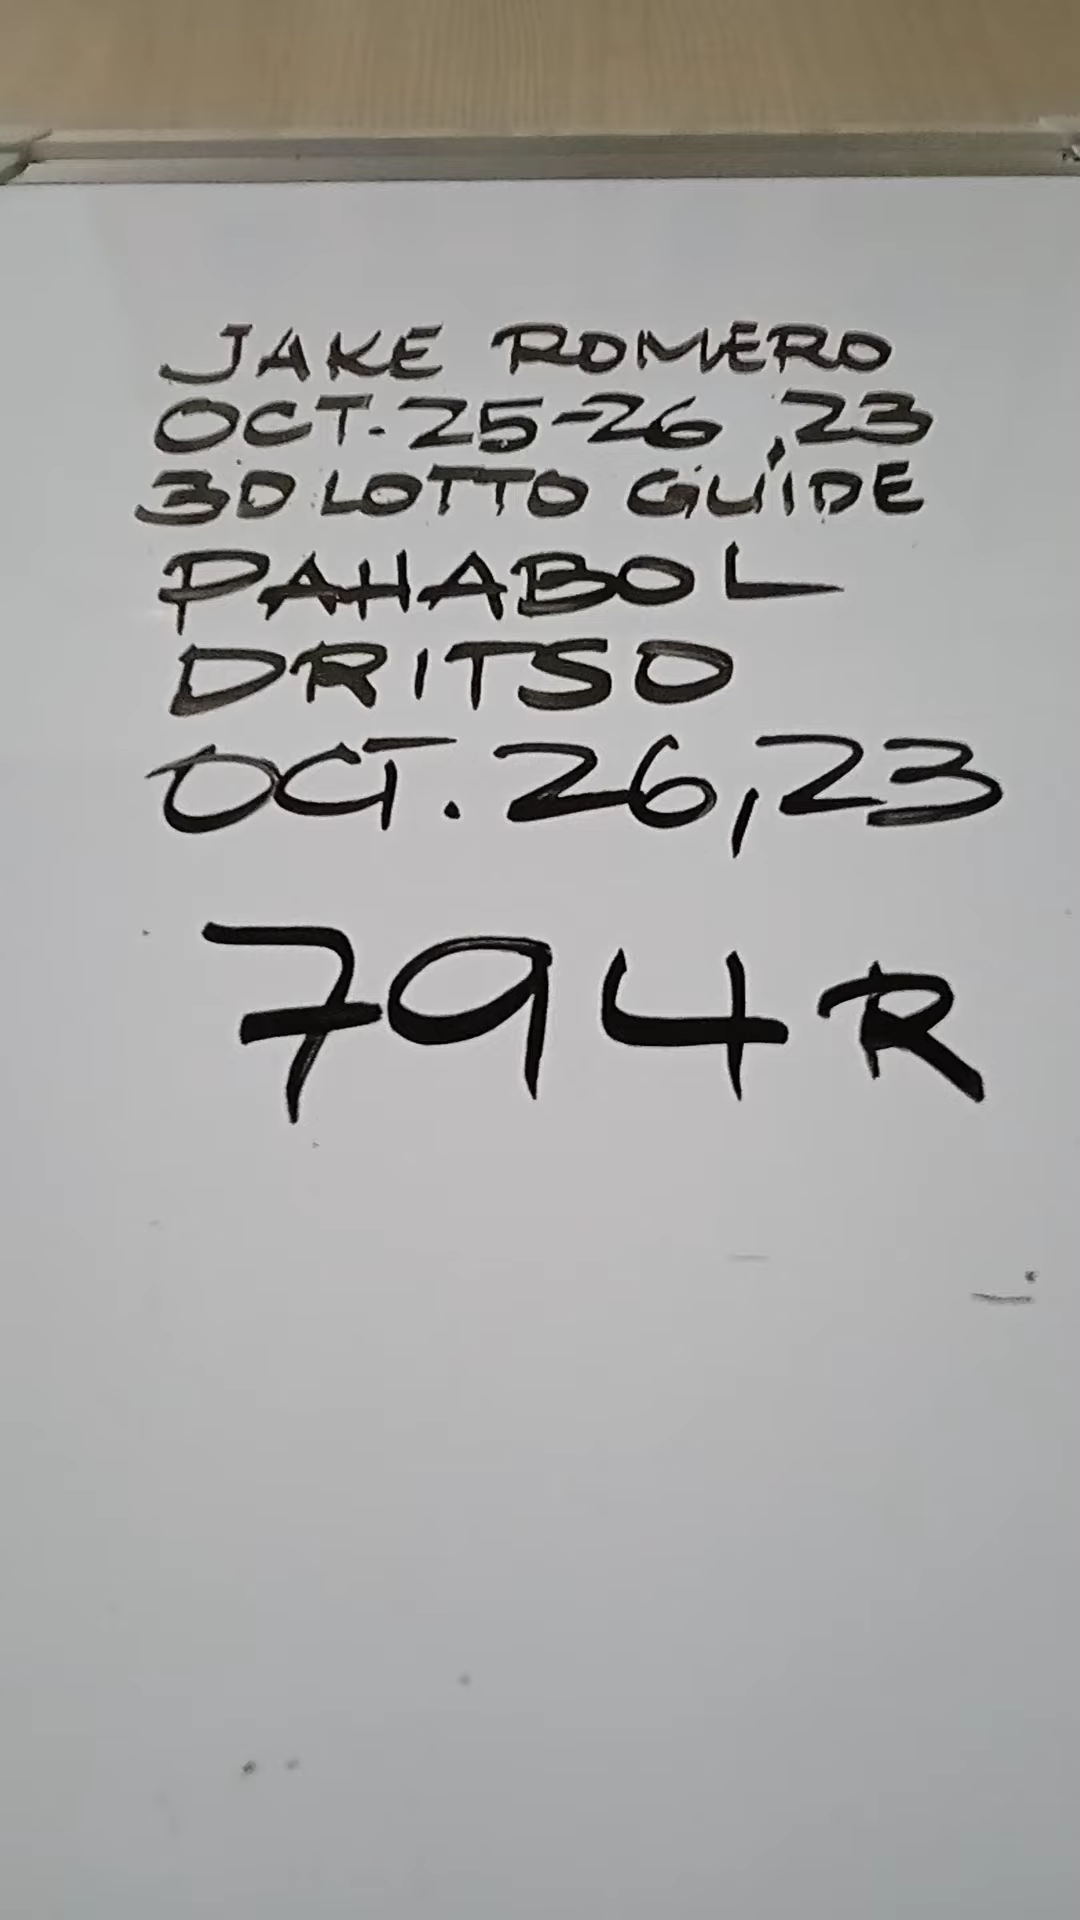 JAKE ROMERO
OCT. 25-26, 23
3D LOTTO GUIDE
PAHABOL
DRITSO
OCT. 26, 23
794R